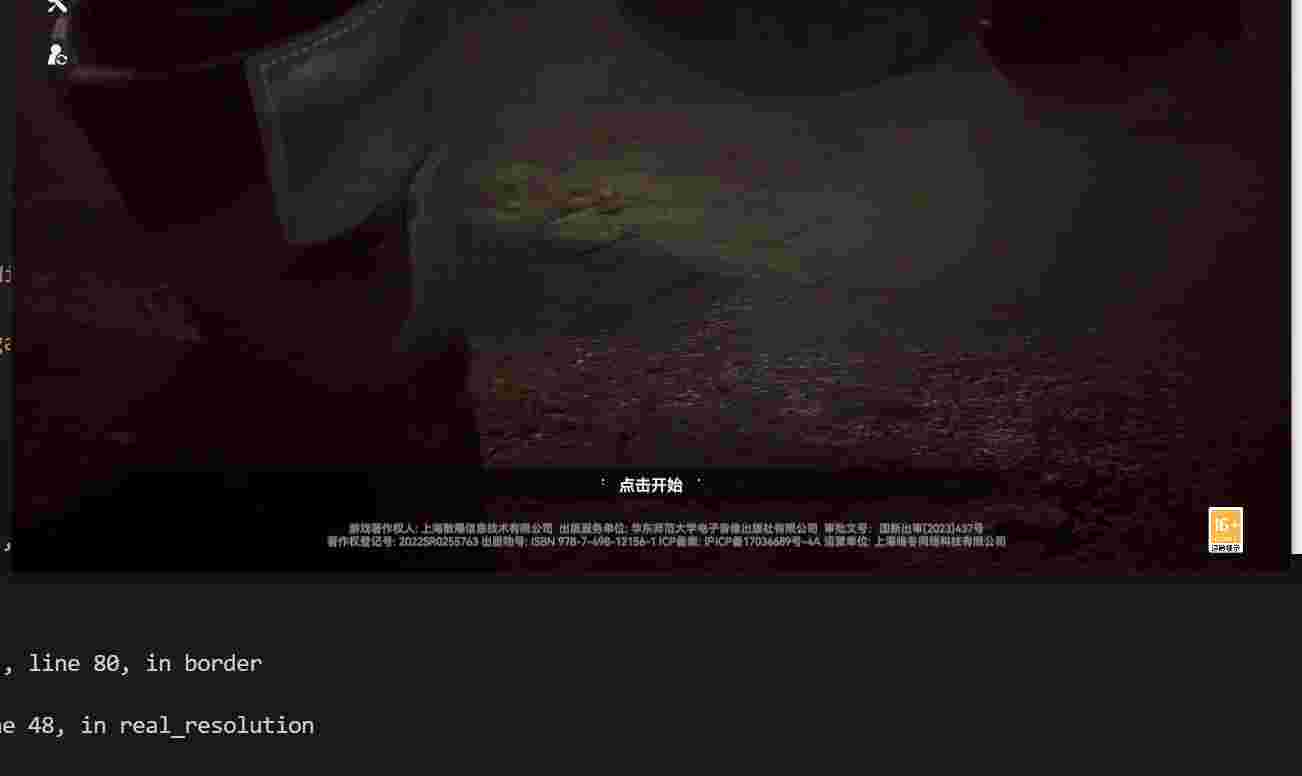 点击开始
游戏著作权人: 上海散爆信息技术有限公司 出版服务单位: 华东师范大学电子音像出版社有限公司 审批文号: 国新出审[2023]437号
著作权登记号: 2022SR0255763 出版物号: ISBN 978-7-498-12156-1 ICP备案: 沪ICP备17036689号-4A 运营单位: 上海暗专网络科技有限公司
16+
适龄提示
, line 80, in border
e 48, in real_resolution